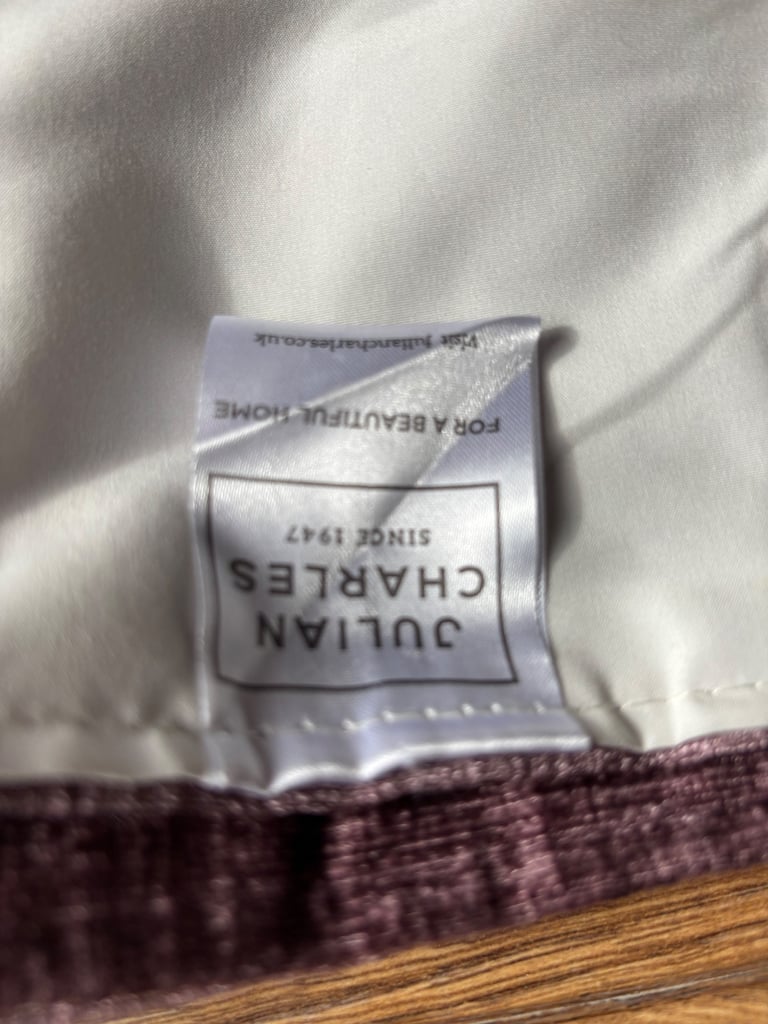 JULIAN
CHARLES
SINCE 1947
FOR A BEAUTIFUL HOME
Visit juliancharles.co.uk